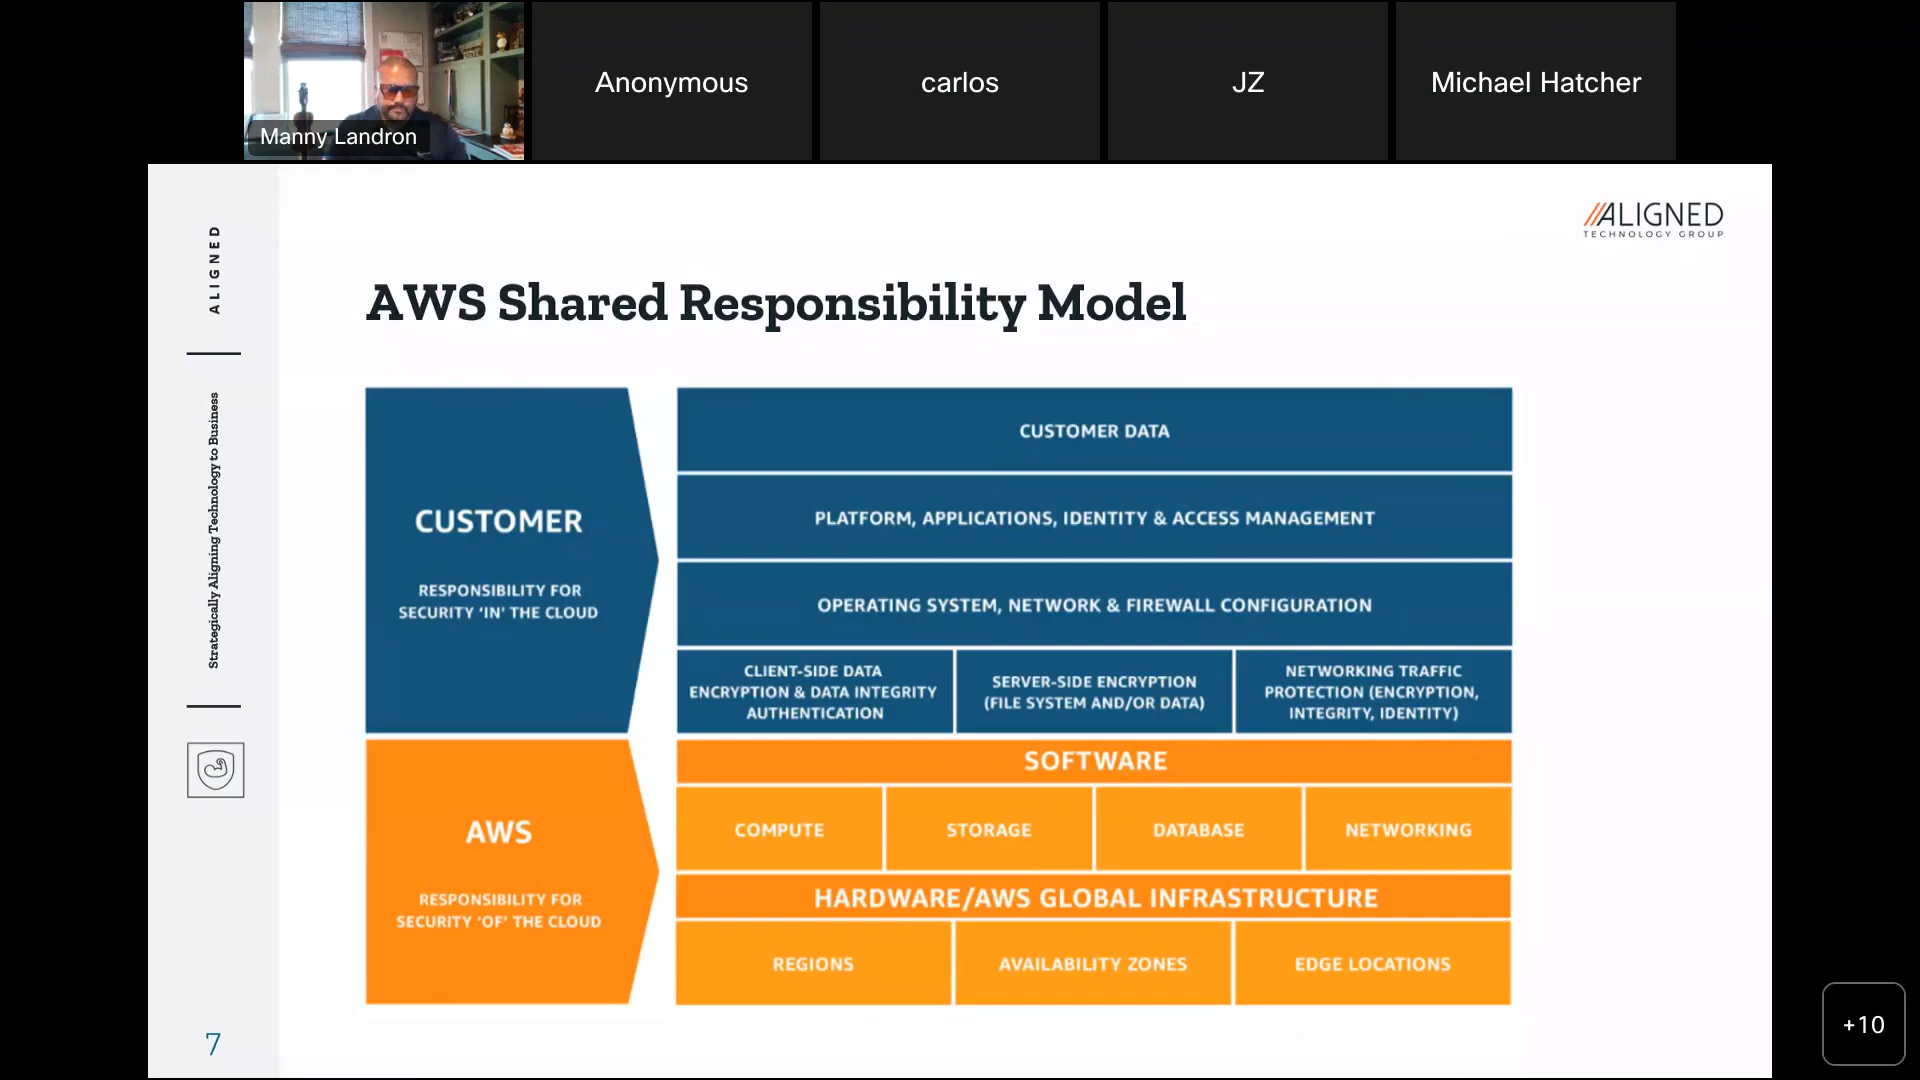 Manny Landron
Anonymous
carlos
JZ
Michael Hatcher
ALIGNED
Strategically Aligning Technology to Business
7
//ALIGNED
TECHNOLOGY GROUP
AWS Shared Responsibility Model
CUSTOMER
RESPONSIBILITY FOR
SECURITY ‘IN’ THE CLOUD
CUSTOMER DATA
PLATFORM, APPLICATIONS, IDENTITY & ACCESS MANAGEMENT
OPERATING SYSTEM, NETWORK & FIREWALL CONFIGURATION
CLIENT-SIDE DATA
ENCRYPTION & DATA INTEGRITY
AUTHENTICATION
SERVER-SIDE ENCRYPTION
(FILE SYSTEM AND/OR DATA)
NETWORKING TRAFFIC
PROTECTION (ENCRYPTION,
INTEGRITY, IDENTITY)
AWS
RESPONSIBILITY FOR
SECURITY ‘OF’ THE CLOUD
SOFTWARE
COMPUTE
STORAGE
DATABASE
NETWORKING
HARDWARE/AWS GLOBAL INFRASTRUCTURE
REGIONS
AVAILABILITY ZONES
EDGE LOCATIONS
+10